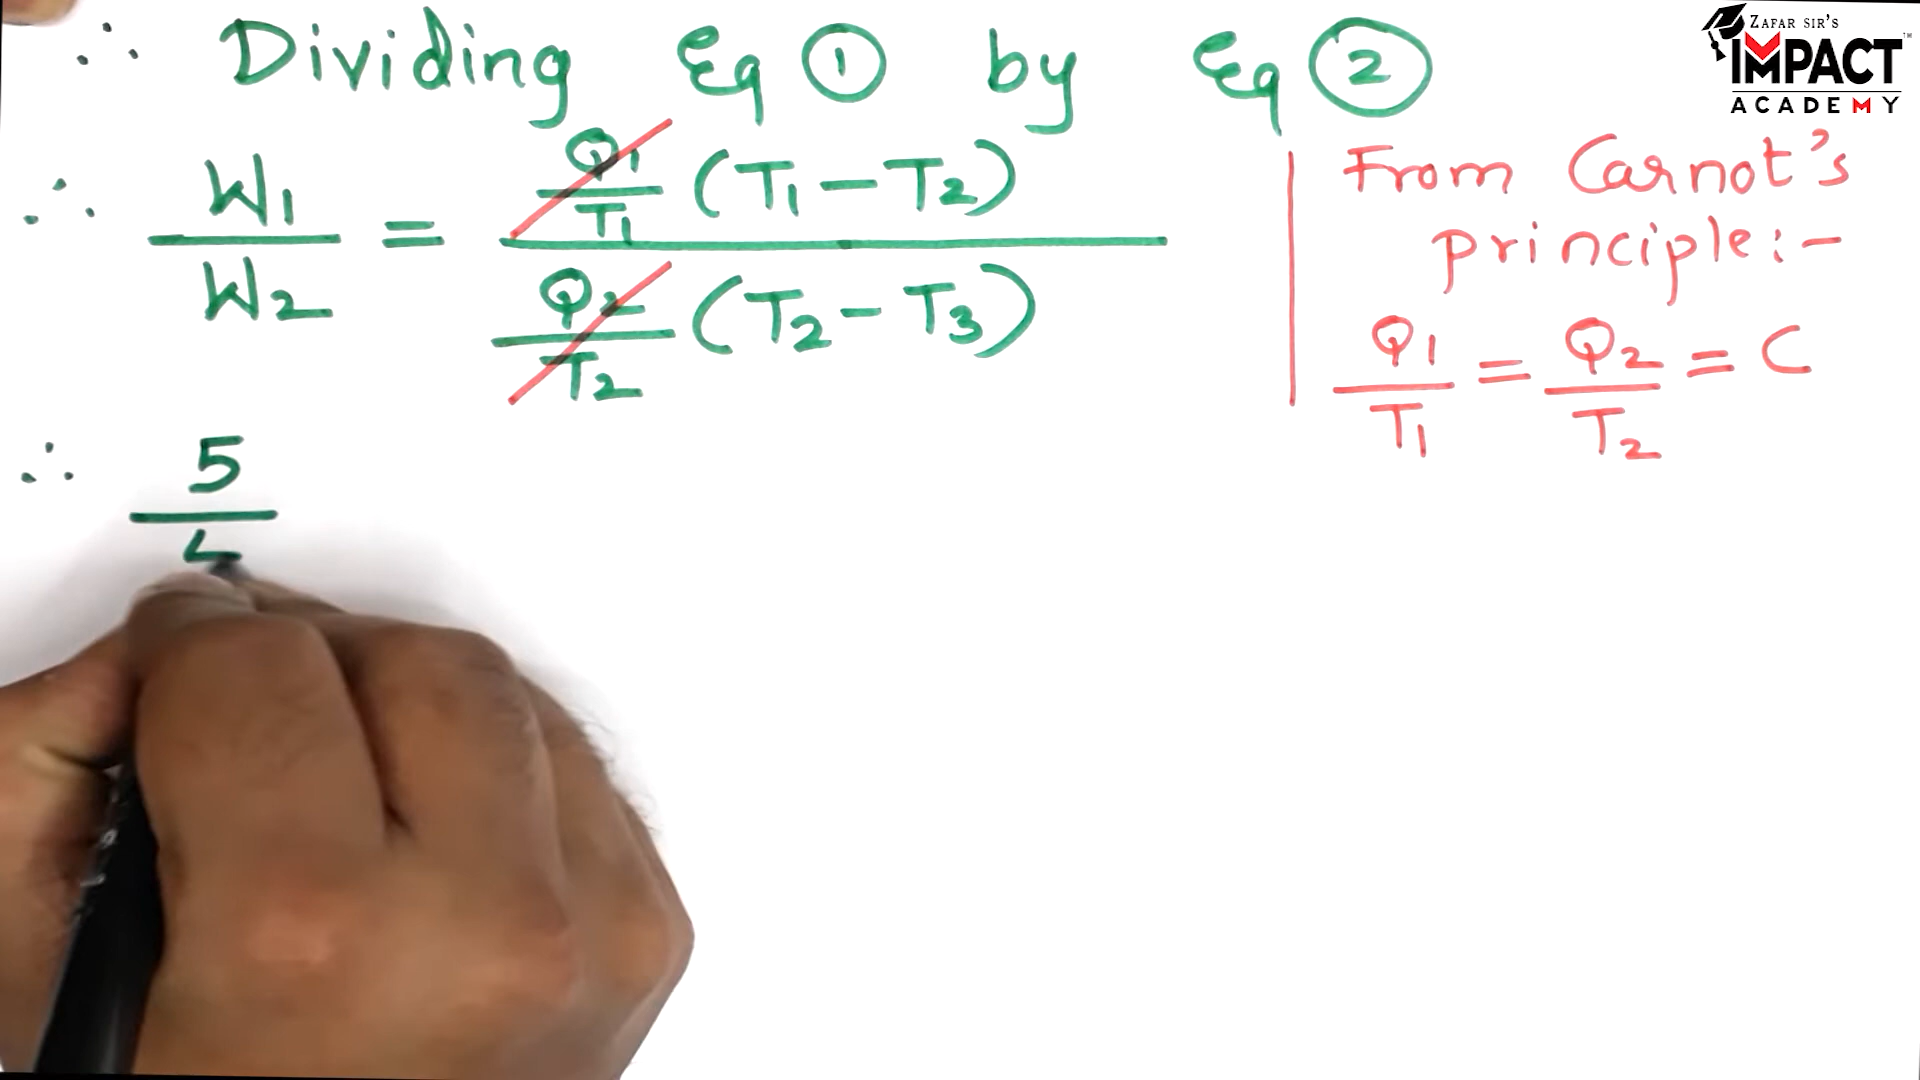 ∴ Dividing Eq ① by Eq ②
ZAFAR SIR'S
IMPACT™
ACADEMY
∴ W1/W2 = Q1/T1 (T1 − T2) / Q2/T2 (T2 − T3)
From Carnot's
principle:-
Q1/T1 = Q2/T2 = C
∴ 5/4